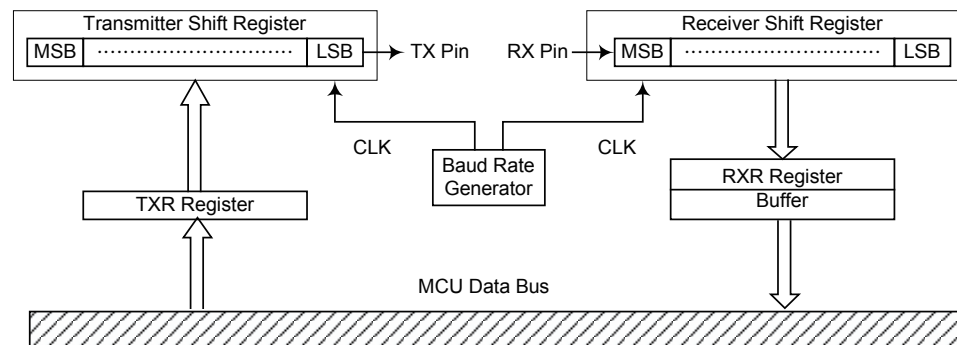 Transmitter Shift Register
MSB ………………………… LSB
TX Pin
RX Pin
Receiver Shift Register
MSB ………………………… LSB
CLK
CLK
Baud Rate
Generator
TXR Register
RXR Register
Buffer
MCU Data Bus